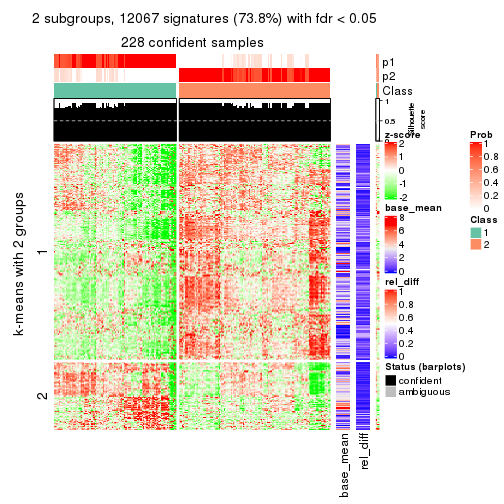 2 subgroups, 12067 signatures (73.8%) with fdr < 0.05
228 confident samples
p1
p2
Class
1
0.5
0
Silhouette
score
k-means with 2 groups
1
2
z-score
2
1
0
-1
-2
base_mean
8
6
4
2
0
rel_diff
1
0.8
0.6
0.4
0.2
0
Status (barplots)
confident
ambiguous
Prob
1
0.8
0.6
0.4
0.2
0
Class
1
2
base_mean
rel_diff